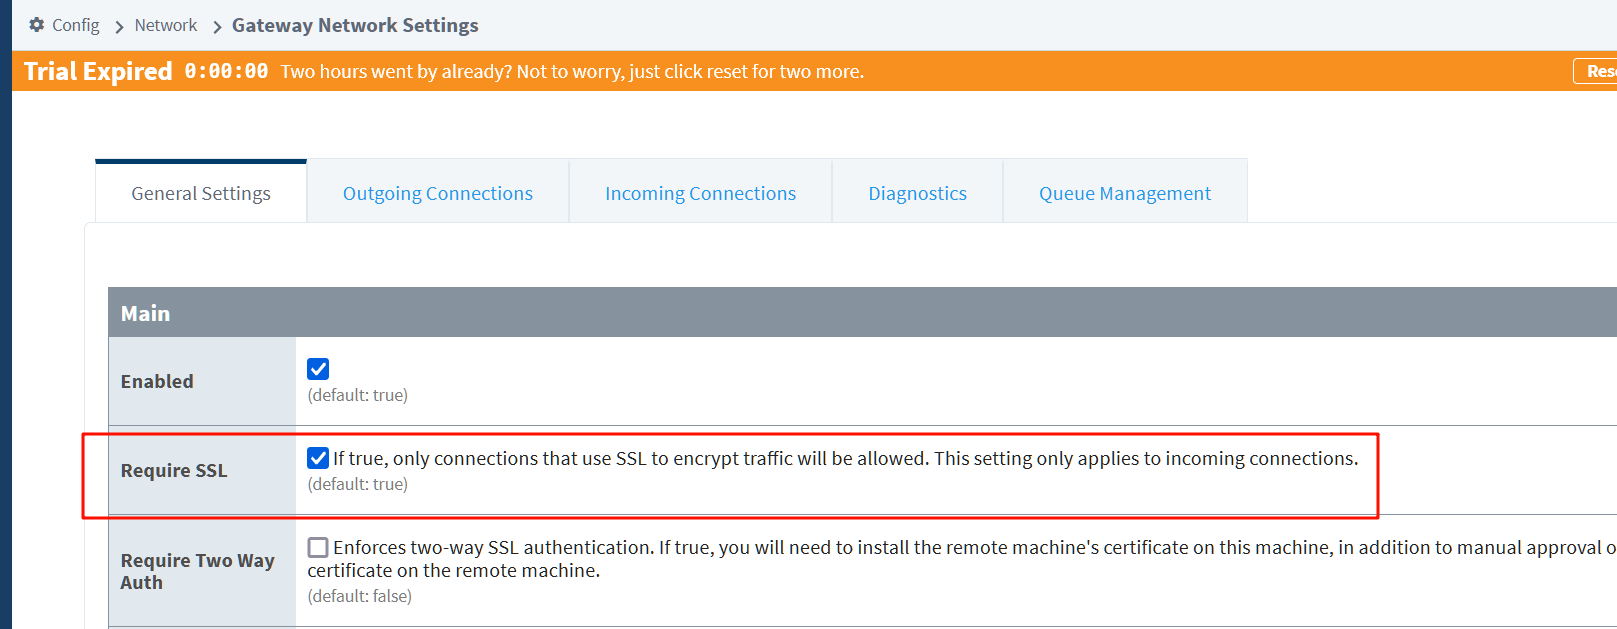 Config > Network > Gateway Network Settings
Trial Expired 0:00:00 Two hours went by already? Not to worry, just click reset for two more.
General Settings Outgoing Connections Incoming Connections Diagnostics Queue Management
Main
Enabled
(default: true)
Require SSL
If true, only connections that use SSL to encrypt traffic will be allowed. This setting only applies to incoming connections.
(default: true)
Require Two Way
Auth
Enforces two-way SSL authentication. If true, you will need to install the remote machine's certificate on this machine, in addition to manual approval
certificate on the remote machine.
(default: false)